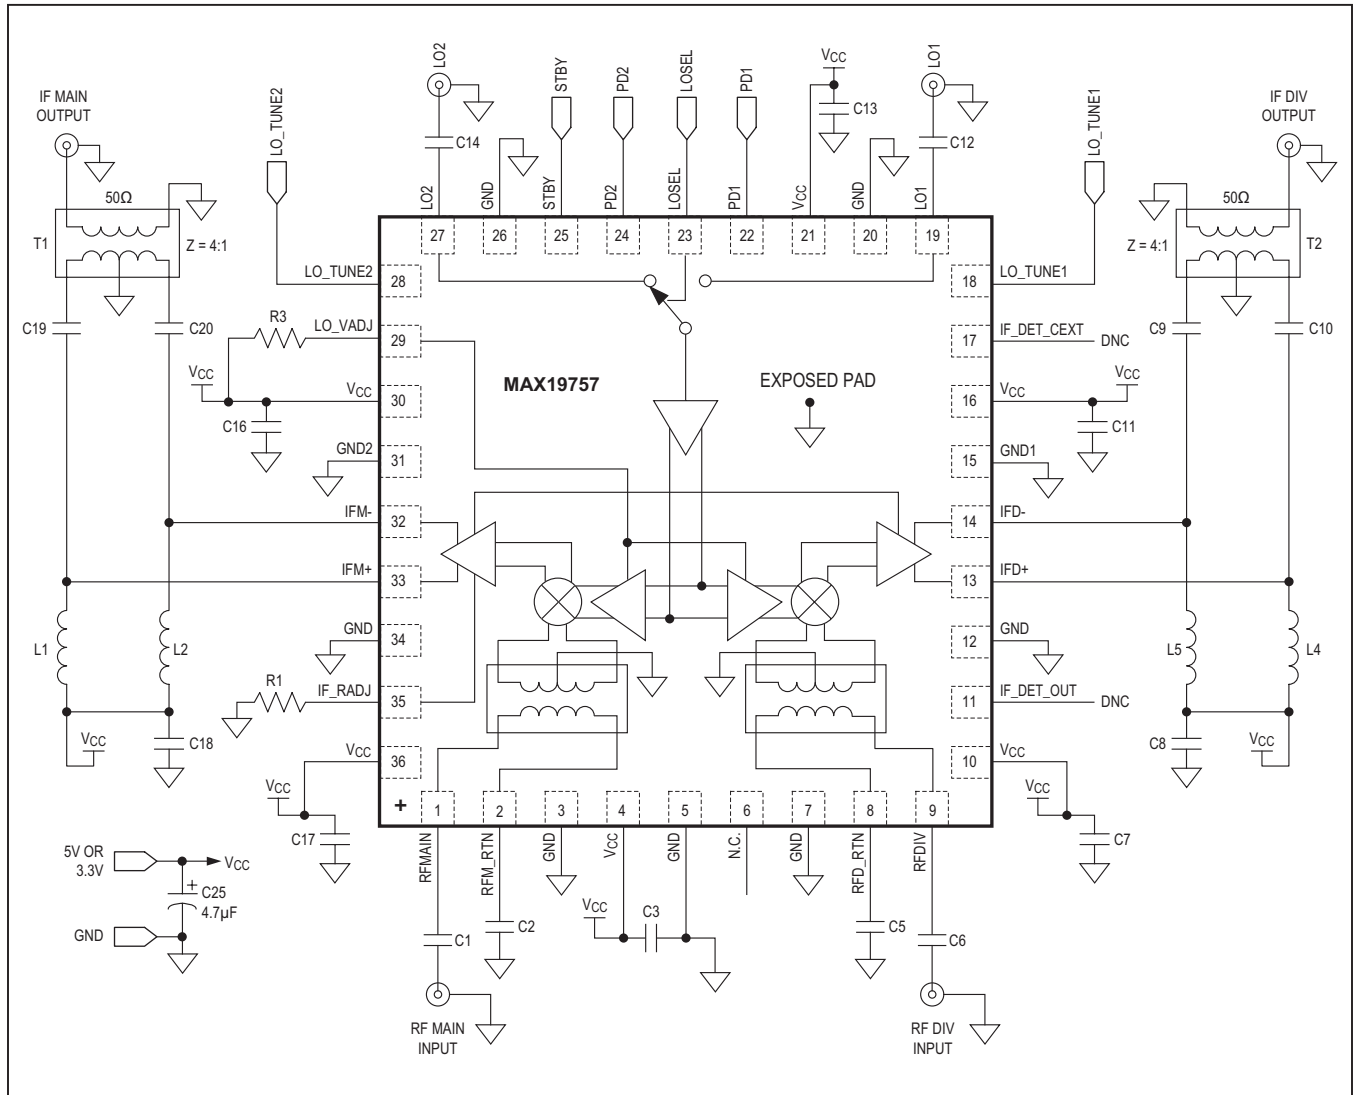 LO2
STBY
PD2
LOSEL
PD1
VCC
C13
LO1
IF MAIN
OUTPUT
LO_TUNE2
C14
GND
C12
LO_TUNE1
IF DIV
OUTPUT
LO2
GND
STBY
PD2
LOSEL
PD1
VCC
GND
LO1
50Ω
T1
Z = 4:1
50Ω
Z = 4:1
T2
27
26
25
24
23
22
21
20
19
LO_TUNE2
28
18
LO_TUNE1
C19
C20
R3
LO_VADJ
29
17
IF_DET_CEXT
DNC
C9
C10
VCC
VCC
30
MAX19757
EXPOSED PAD
16
VCC
VCC
C16
C11
GND2
31
15
GND1
IFM-
32
14
IFD-
IFM+
33
13
IFD+
L1
L2
GND
34
12
GND
L5
L4
R1
IF_RADJ
35
11
IF_DET_OUT
DNC
VCC
C18
VCC
36
10
VCC
C8
VCC
VCC
C17
+
1
2
3
4
5
6
7
8
9
VCC
C7
RFMAIN
RFM_RTN
GND
VCC
GND
N.C.
GND
RFD_RTN
RFDIV
5V OR
3.3V
VCC
+
C25
4.7µF
GND
C1
C2
VCC
C3
C5
C6
RF MAIN
INPUT
RF DIV
INPUT